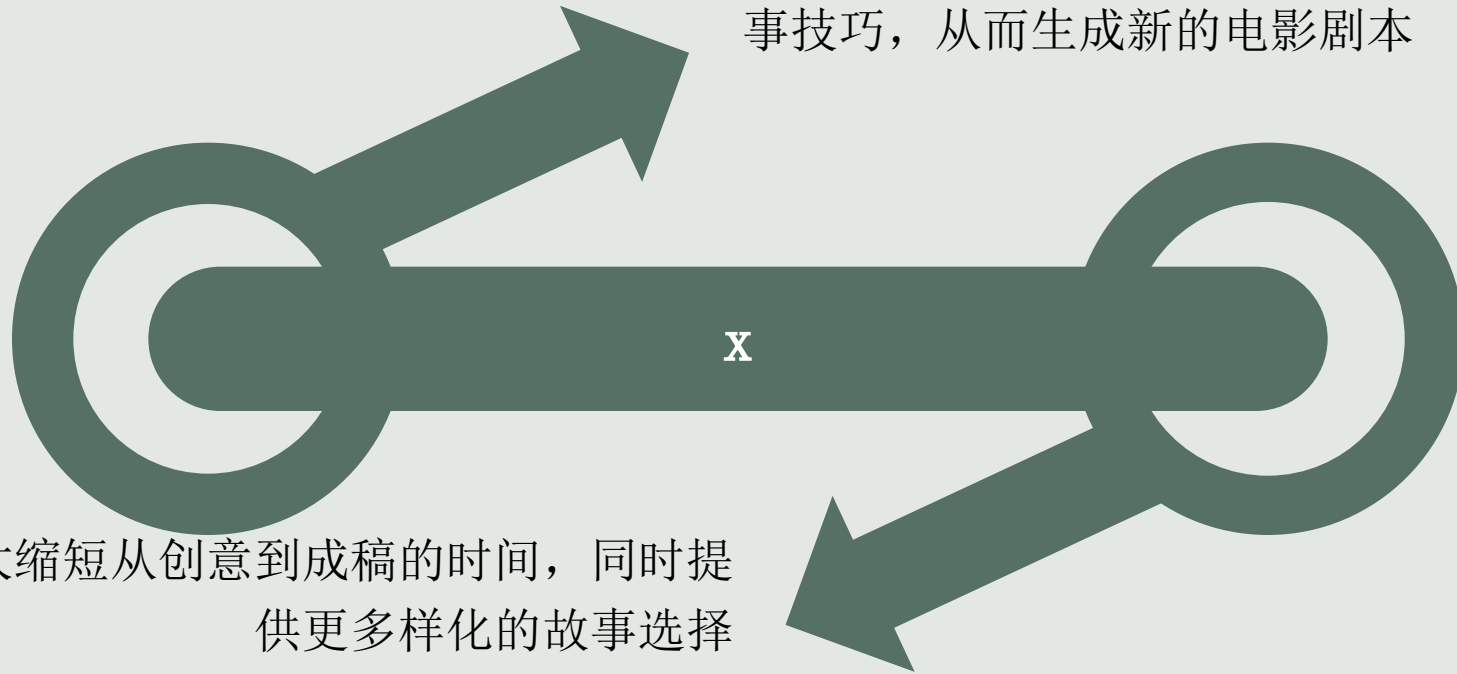 事技巧，从而生成新的电影剧本
x
缩短从创意到成稿的时间，同时提
供更多样化的故事选择